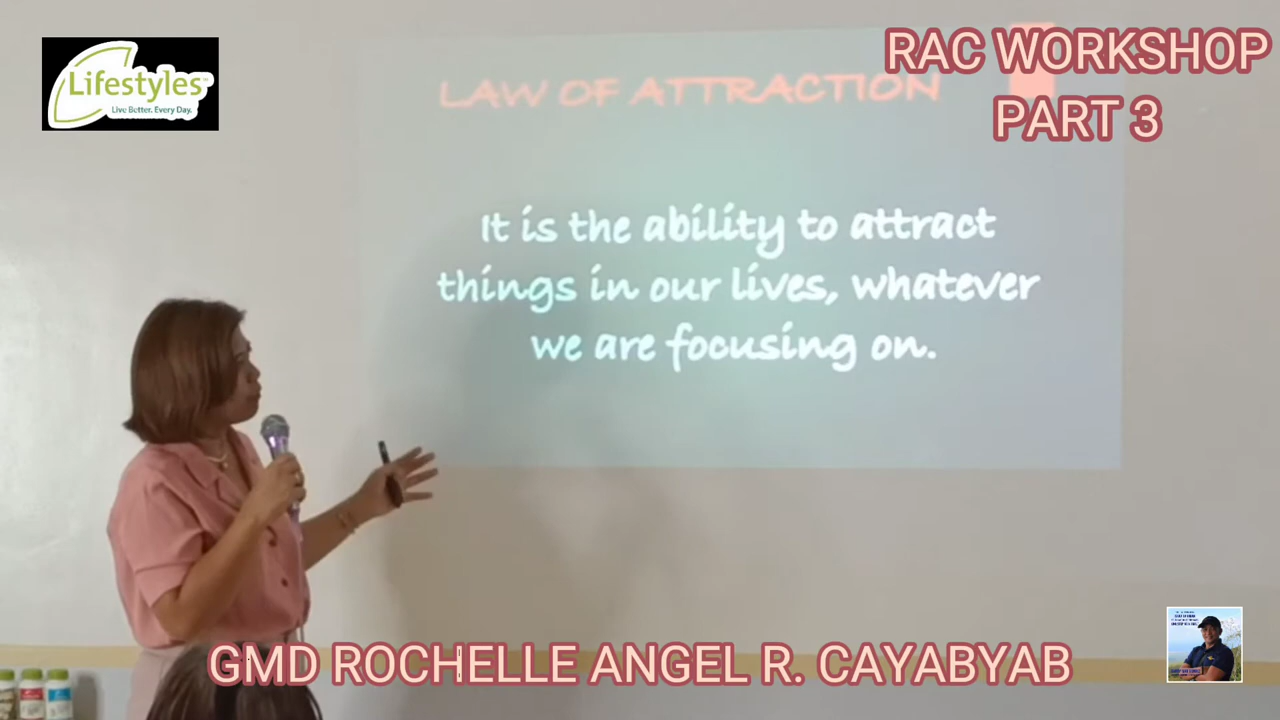 Lifestyles
Live Better. Every Day.
RAC WORKSHOP
PART 3
LAW OF ATTRACTION
It is the ability to attract
things in our lives, whatever
we are focusing on.
GMD ROCHELLE ANGEL R. CAYABYAB